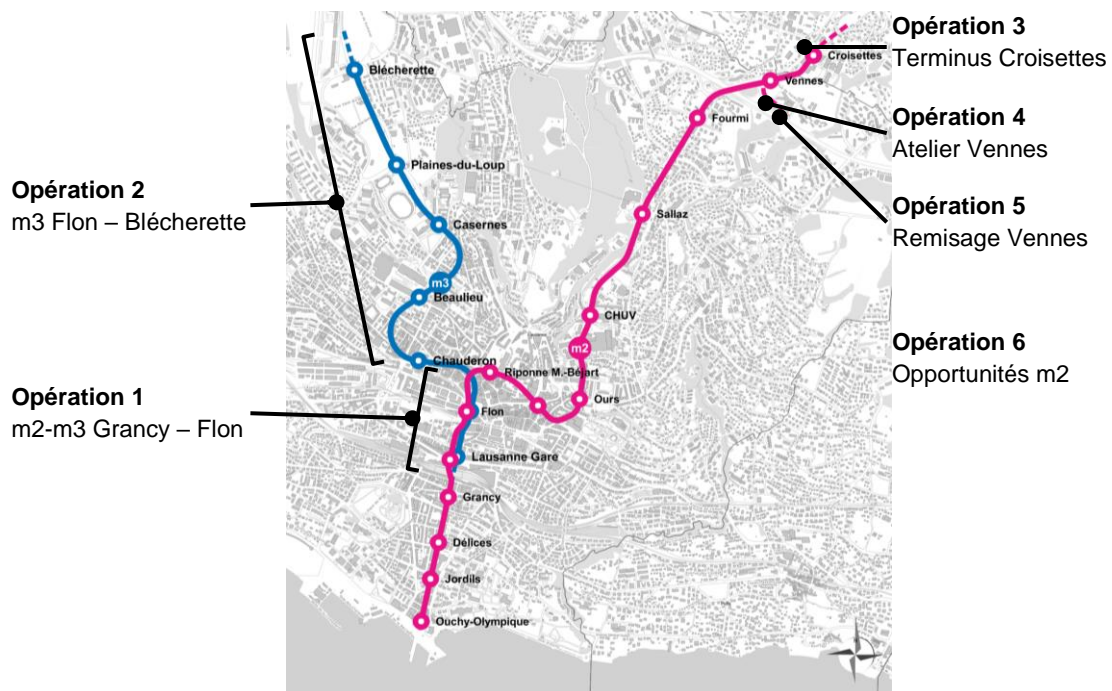 Opération 3
Terminus Croisettes
Opération 4
Atelier Vennes
Opération 5
Remisage Vennes
Opération 6
Opportunités m2
Opération 2
m3 Flon – Blécherette
Opération 1
m2-m3 Grancy – Flon
Blécherette
Plaines-du-Loup
Casernes
m3
Beaulieu
Chauderon
Croisettes
Vennes
Fourmi
Sallaz
CHUV
m2
Riponne M.-Béjart
Ours
Flon
Lausanne Gare
Grancy
Délices
Jordils
Ouchy-Olympique